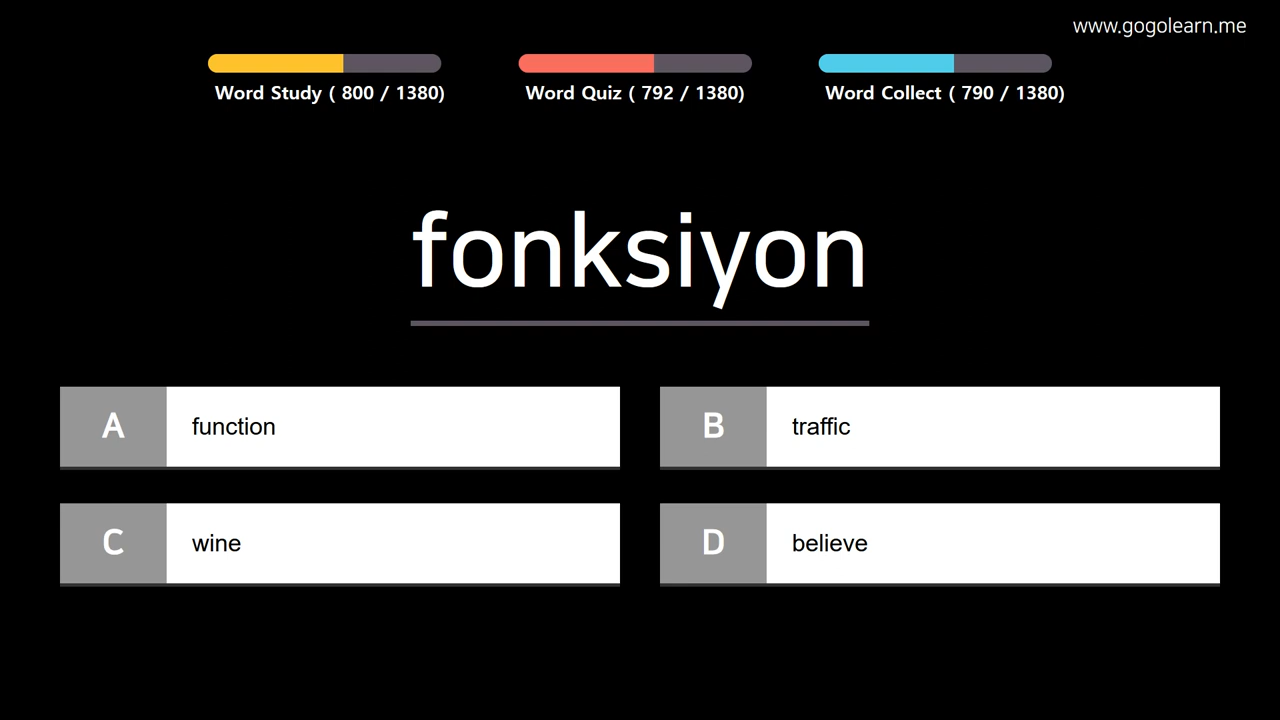 www.gogolearn.me
Word Study ( 800 / 1380)
Word Quiz ( 792 / 1380)
Word Collect ( 790 / 1380)
fonksiyon
A function
B traffic
C wine
D believe